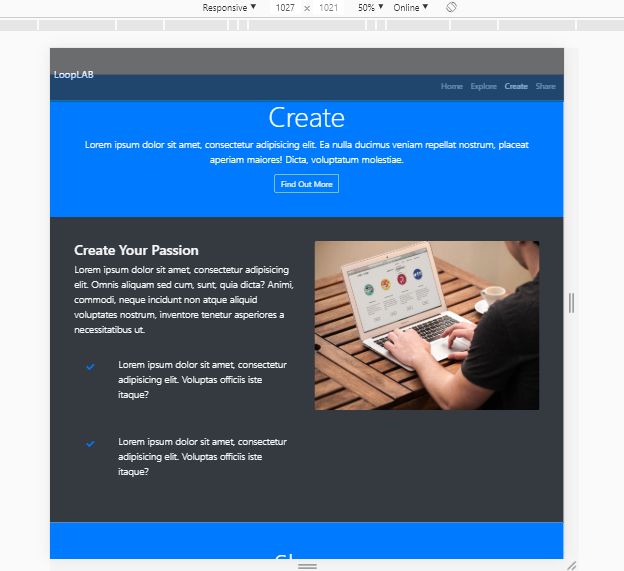 Responsive ▼ 1027 × 1021 50% ▼ Online ▼
LoopLAB
Home Explore Create Share
Create
Lorem ipsum dolor sit amet, consectetur adipisicing elit. Ea nulla ducimus veniam repellat nostrum, placeat
aperiam maiores! Dicta, voluptatum molestiae.
Find Out More
Create Your Passion
Lorem ipsum dolor sit amet, consectetur adipisicing
elit. Omnis aliquam sed cum, sunt, quia dicta? Animi,
commodi, neque incidunt non atque aliquid
voluptates nostrum, inventore tenetur asperiores a
necessitatibus ut.
Lorem ipsum dolor sit amet, consectetur
adipisicing elit. Voluptas officiis iste
itaque?
Lorem ipsum dolor sit amet, consectetur
adipisicing elit. Voluptas officiis iste
itaque?